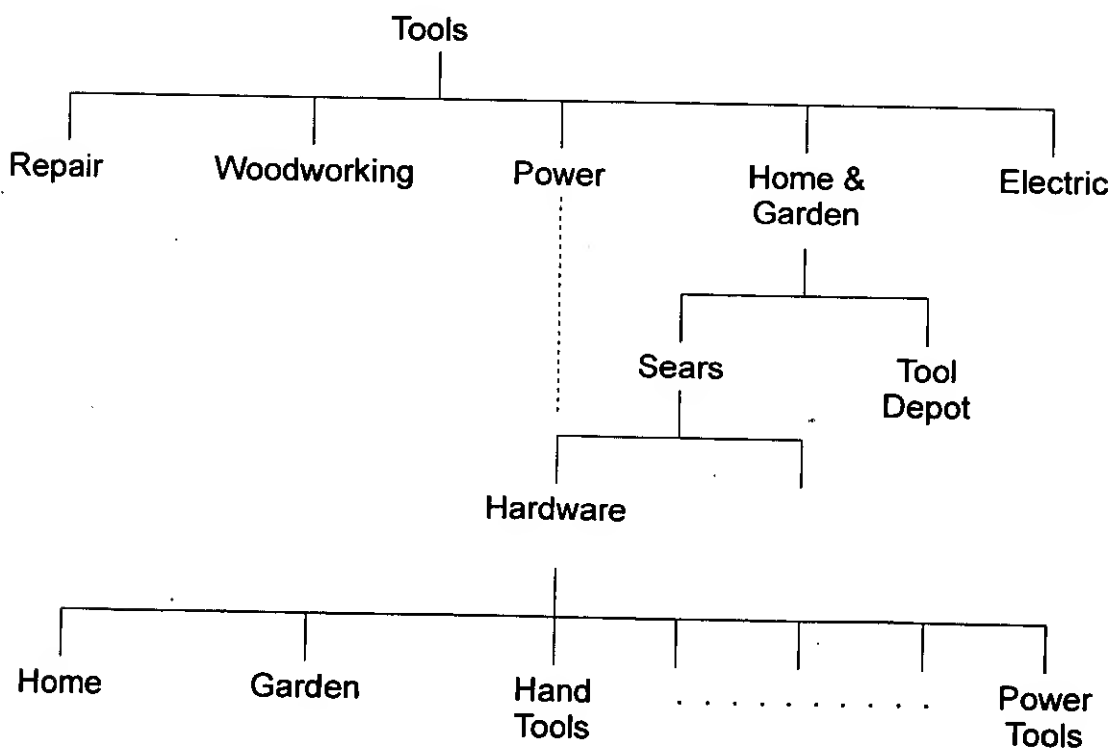 Tools
Repair
Woodworking
Power
Home &
Garden
Electric
Sears
Tool
Depot
Hardware
Home
Garden
Hand
Tools
. . . . . . . . . . .
Power
Tools